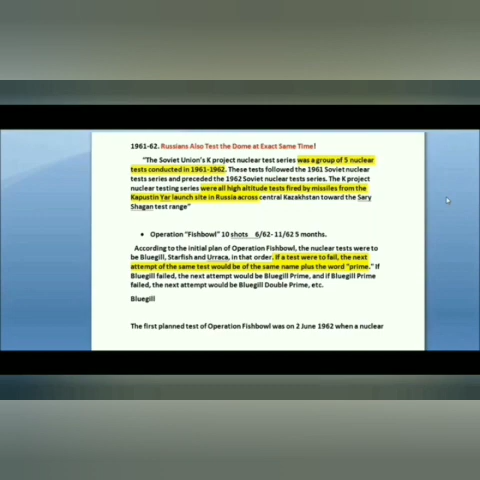 1961-62. Russians Also Test the Dome at Exact Same Time!
"The Soviet Union's K project nuclear test series was a group of 5 nuclear
tests conducted in 1961-1962. These tests followed the 1961 Soviet nuclear
tests series and preceded the 1962 Soviet nuclear tests series. The K project
nuclear testing series were all high altitude tests fired by missiles from the
Kapustin Yar launch site in Russia across central Kazakhstan toward the Sary
Shagan test range"
• Operation "Fishbowl" 10 shots 6/62- 11/62 5 months.
According to the initial plan of Operation Fishbowl, the nuclear tests were to
be Bluegill, Starfish and Urraca, in that order. If a test were to fail, the next
attempt of the same test would be of the same name plus the word "prime." If
Bluegill failed, the next attempt would be Bluegill Prime, and if Bluegill Prime
failed, the next attempt would be Bluegill Double Prime, etc.
Bluegill
The first planned test of Operation Fishbowl was on 2 June 1962 when a nuclear